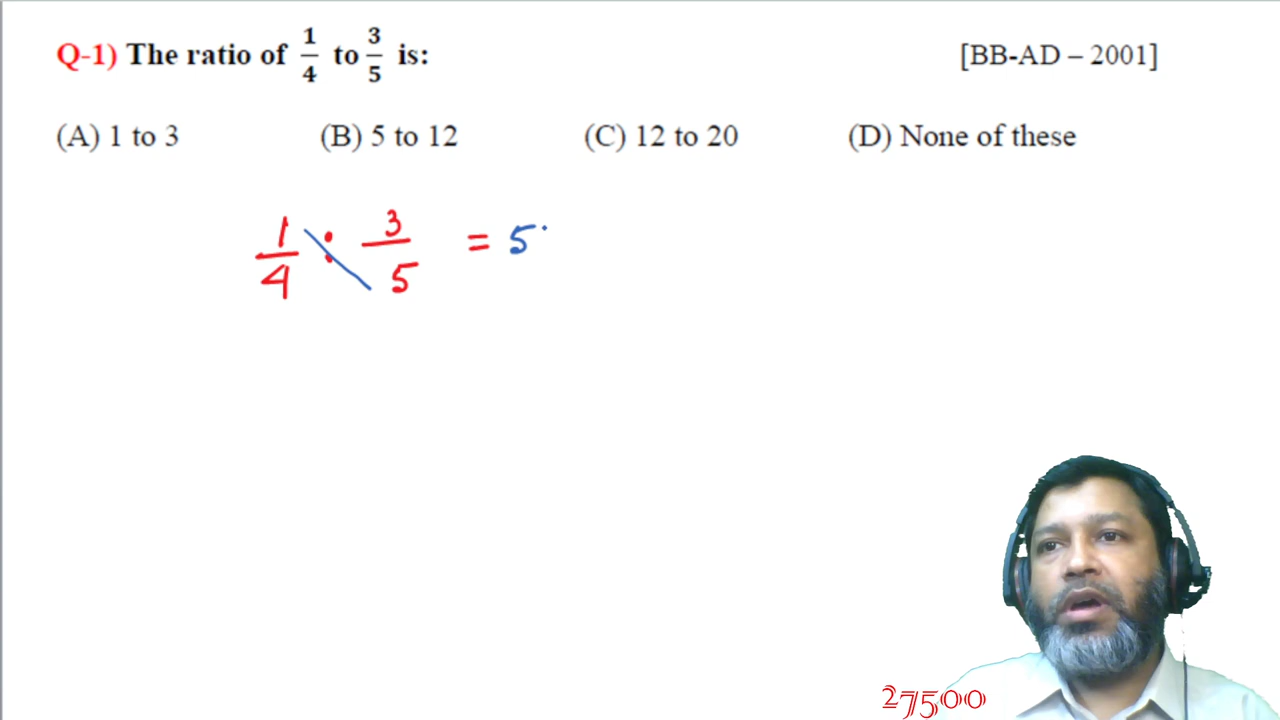 Q-1) The ratio of 1/4 to 3/5 is: [BB-AD – 2001]
(A) 1 to 3 (B) 5 to 12 (C) 12 to 20 (D) None of these
1/4 : 3/5 = 5
27500